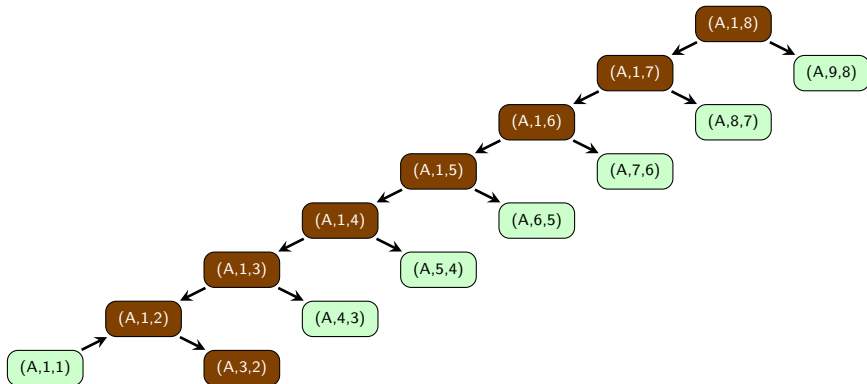 (A,1,8)
(A,1,7)
(A,9,8)
(A,1,6)
(A,8,7)
(A,1,5)
(A,7,6)
(A,1,4)
(A,6,5)
(A,1,3)
(A,5,4)
(A,1,2)
(A,4,3)
(A,1,1)
(A,3,2)